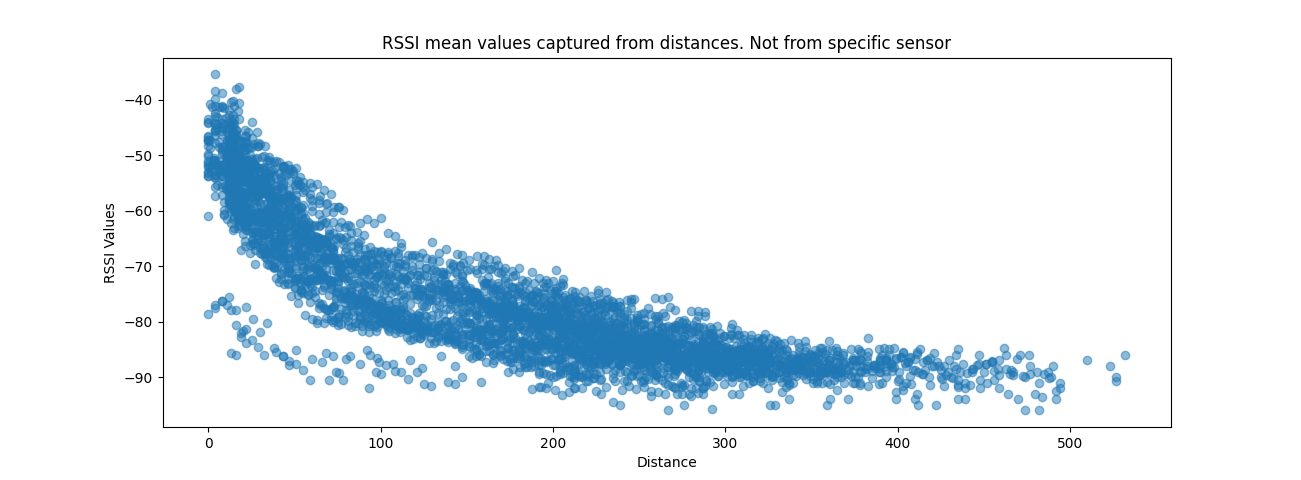 RSSI mean values captured from distances. Not from specific sensor
RSSI Values
−40
−50
−60
−70
−80
−90
0 100 200 300 400 500
Distance